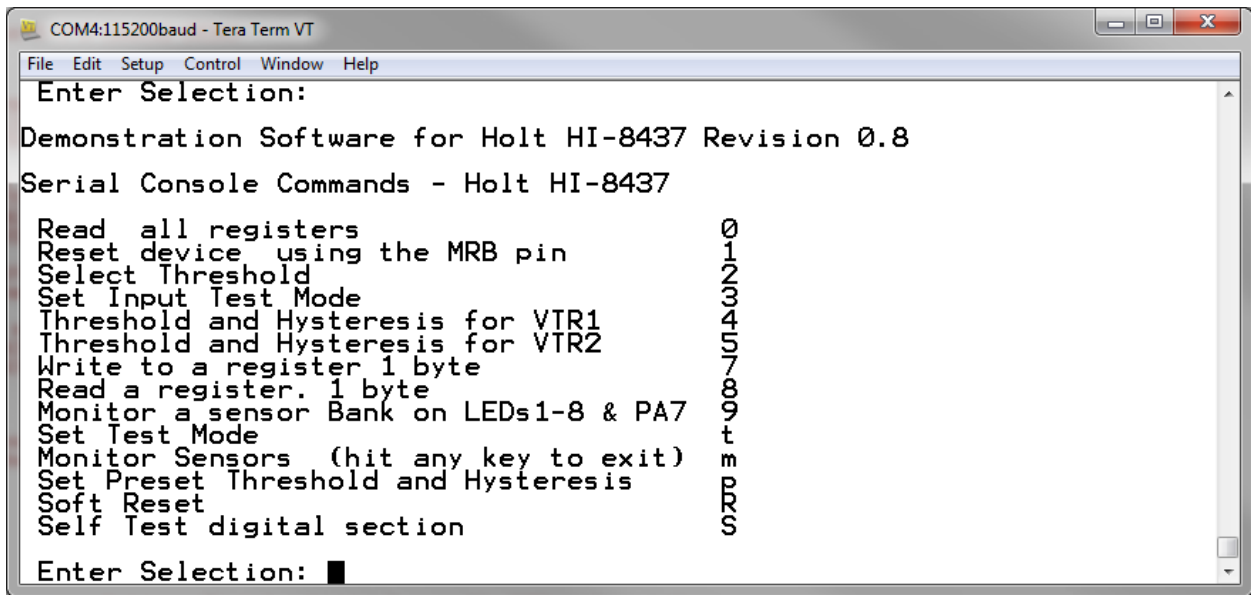 COM4:115200baud - Tera Term VT
File Edit Setup Control Window Help
Enter Selection:
Demonstration Software for Holt HI-8437 Revision 0.8
Serial Console Commands - Holt HI-8437
Read  all registers 0
Reset device  using the MRB pin 1
Select Threshold 2
Set Input Test Mode 3
Threshold and Hysteresis for VTR1 4
Threshold and Hysteresis for VTR2 5
Write to a register 1 byte 7
Read a register. 1 byte 8
Monitor a sensor Bank on LEDs1-8 & PA7 9
Set Test Mode t
Monitor Sensors  (hit any key to exit) m
Set Preset Threshold and Hysteresis p
Soft Reset R
Self Test digital section S
Enter Selection: